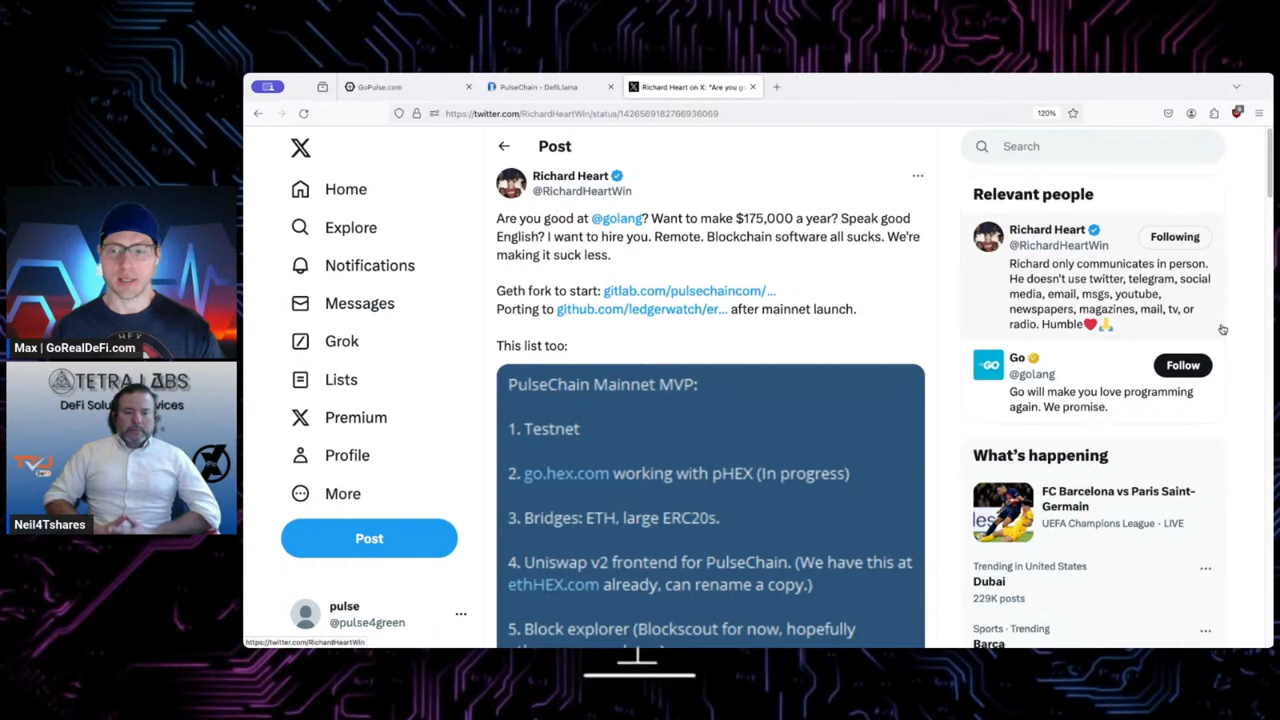 GoPulse.com
PulseChain - DefiLlama
Richard Heart on X: "Are you go
https://twitter.com/RichardHeartWin/status/1426569182766936069
120%
Home
Explore
Notifications
Messages
Grok
Lists
Premium
Profile
More
Post
pulse
@pulse4green
https://twitter.com/RichardHeartWin
Post
Richard Heart
@RichardHeartWin
Are you good at @golang? Want to make $175,000 a year? Speak good
English? I want to hire you. Remote. Blockchain software all sucks. We're
making it suck less.
Geth fork to start: gitlab.com/pulsechaincom/...
Porting to github.com/ledgerwatch/er... after mainnet launch.
This list too:
PulseChain Mainnet MVP:
1. Testnet
2. go.hex.com working with pHEX (In progress)
3. Bridges: ETH, large ERC20s.
4. Uniswap v2 frontend for PulseChain. (We have this at
ethHEX.com already, can rename a copy.)
5. Block explorer (Blockscout for now, hopefully
Search
Relevant people
Richard Heart
@RichardHeartWin
Following
Richard only communicates in person.
He doesn't use twitter, telegram, social
media, email, msgs, youtube,
newspapers, magazines, mail, tv, or
radio. Humble❤️🙏
GO
Go
@golang
Follow
Go will make you love programming
again. We promise.
What's happening
FC Barcelona vs Paris Saint-
Germain
UEFA Champions League · LIVE
Trending in United States
Dubai
229K posts
Sports · Trending
Barça
Max | GoRealDeFi.com
TETRA LABS
Neil4Tshares